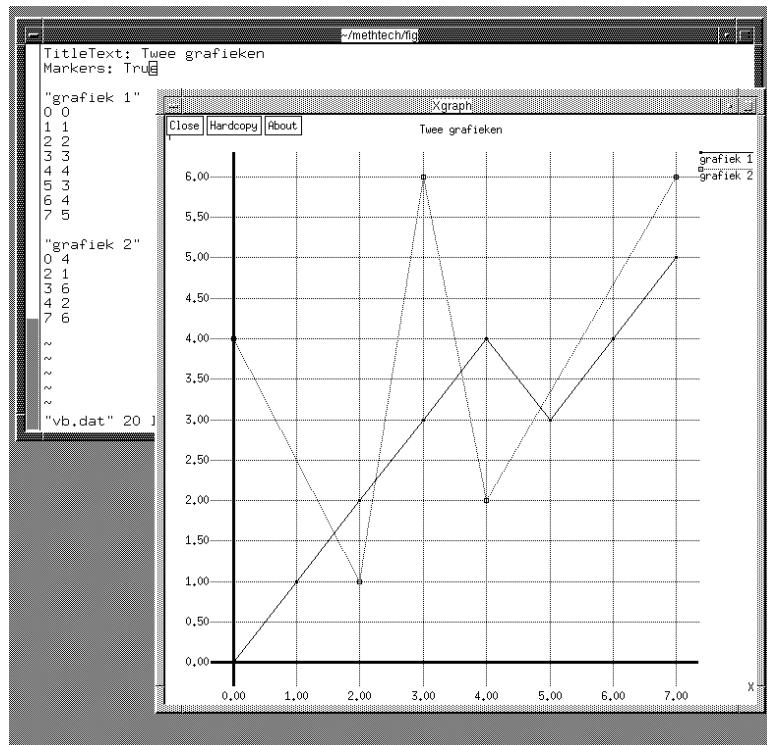 ~/methtech/fig
TitleText: Twee grafieken
Markers: True
"grafiek 1"
0 0
1 1
2 2
3 3
4 4
5 3
6 4
7 5
"grafiek 2"
0 4
2 1
3 6
4 2
7 6
~
~
~
~
~
"vb.dat" 20 l
Xgraph
Close Hardcopy About
Twee grafieken
grafiek 1
grafiek 2
6.00
5.50
5.00
4.50
4.00
3.50
3.00
2.50
2.00
1.50
1.00
0.50
0.00
0.00 1.00 2.00 3.00 4.00 5.00 6.00 7.00
X